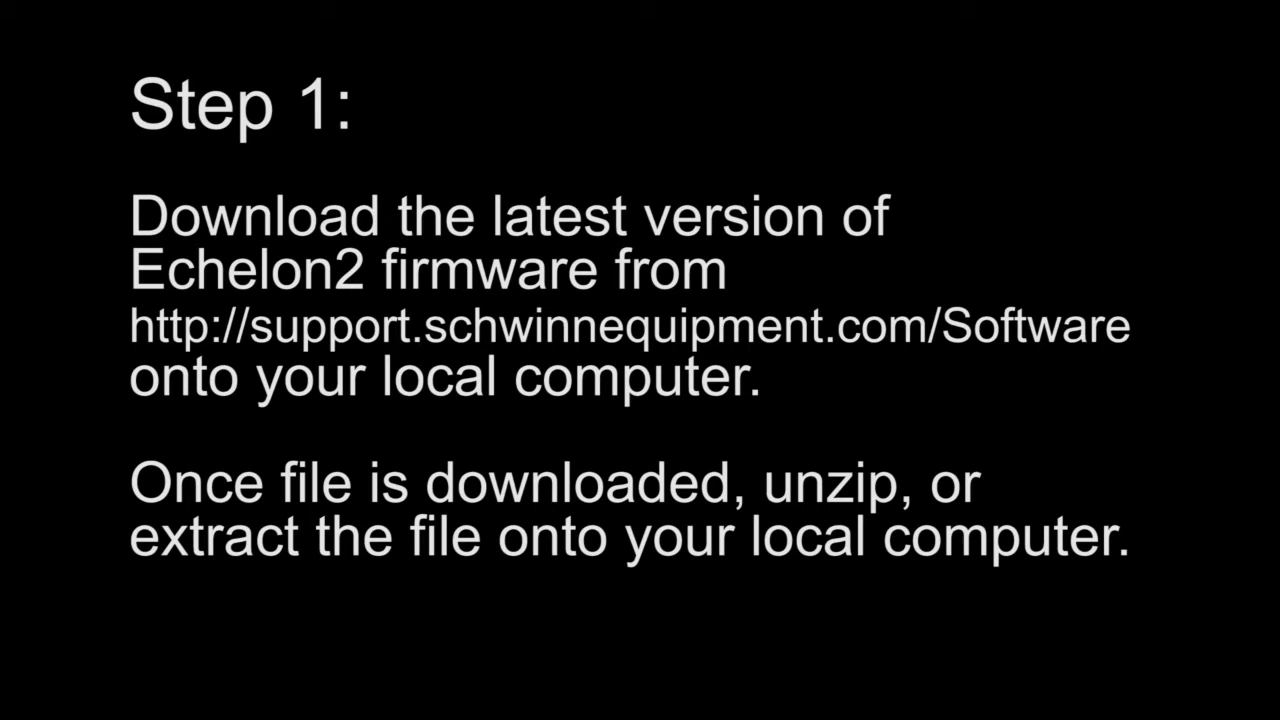 Step 1:
Download the latest version of
Echelon2 firmware from
http://support.schwinnequipment.com/Software
onto your local computer.
Once file is downloaded, unzip, or
extract the file onto your local computer.